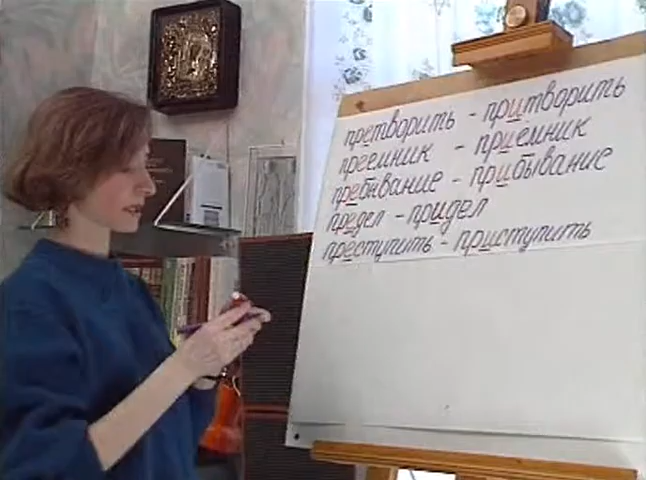 претворить - притворить
преемник - приемник
пребывание - прибывание
предел - придел
преступить - приступить